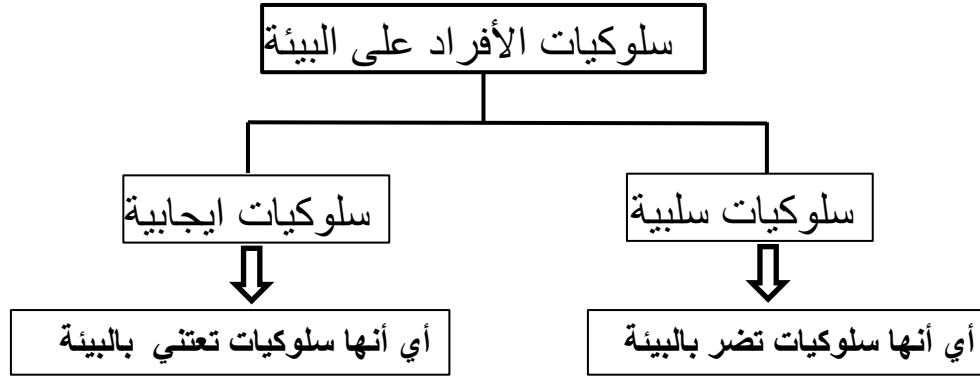 سلوكيات الأفراد على البيئة
سلوكيات سلبية
سلوكيات ايجابية
أي أنها سلوكيات تضر بالبيئة
أي أنها سلوكيات تعتني بالبيئة